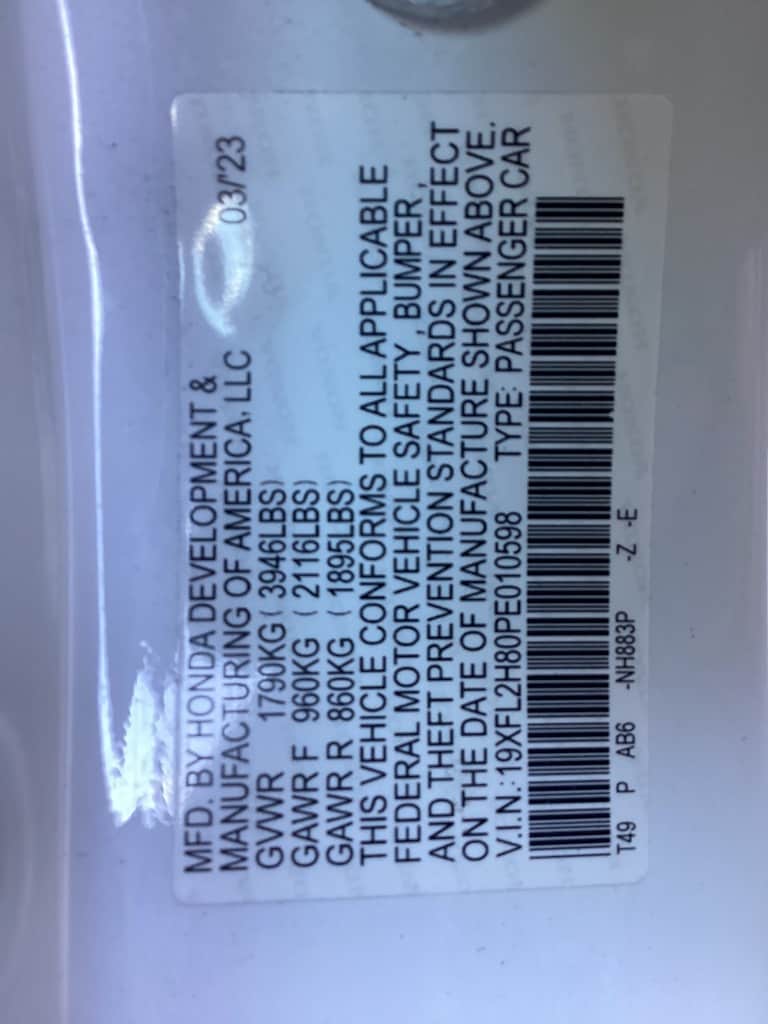 MFD. BY HONDA DEVELOPMENT &
MANUFACTURING OF AMERICA, LLC 03/'23
GVWR 1790KG ( 3946LBS)
GAWR F 960KG ( 2116LBS)
GAWR R 860KG ( 1895LBS)
THIS VEHICLE CONFORMS TO ALL APPLICABLE
FEDERAL MOTOR VEHICLE SAFETY , BUMPER ,
AND THEFT PREVENTION STANDARDS IN EFFECT
ON THE DATE OF MANUFACTURE SHOWN ABOVE.
V.I.N.: 19XFL2H80PE010598 TYPE: PASSENGER CAR
T49 P AB6 -NH883P -Z -E